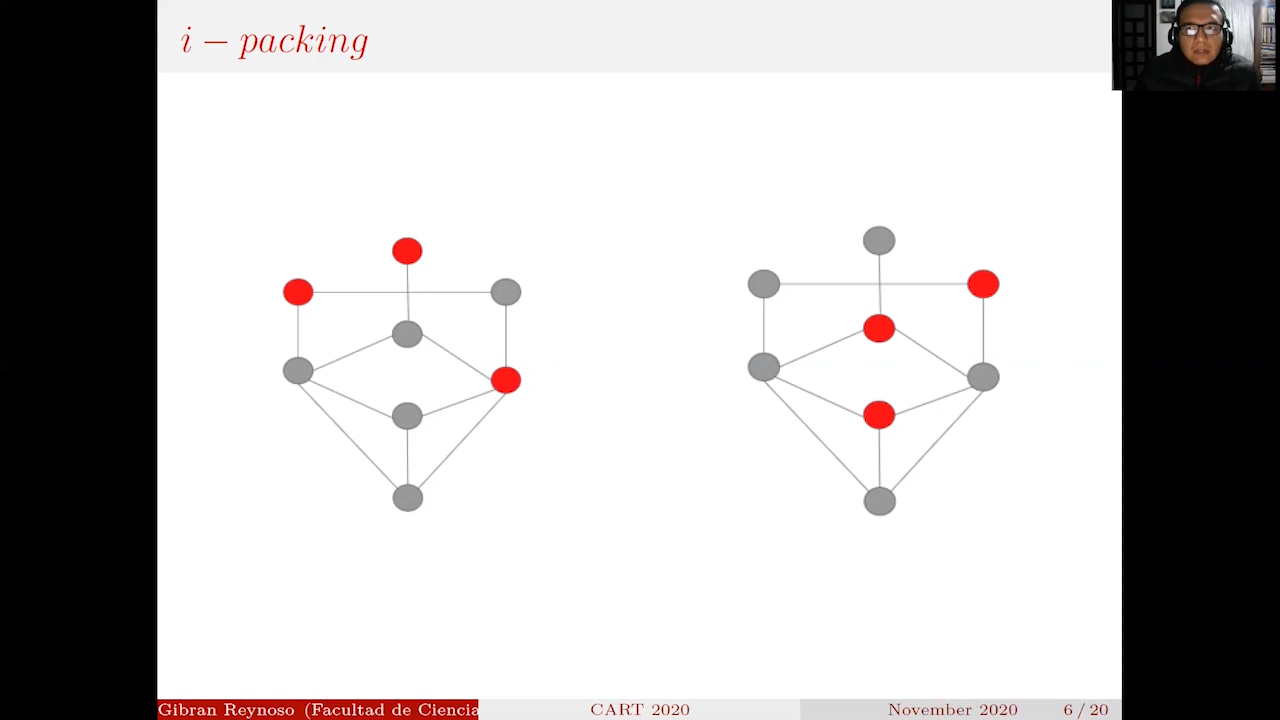 i − packing
Gibran Reynoso (Facultad de Ciencia
CART 2020
November 2020
6 / 20